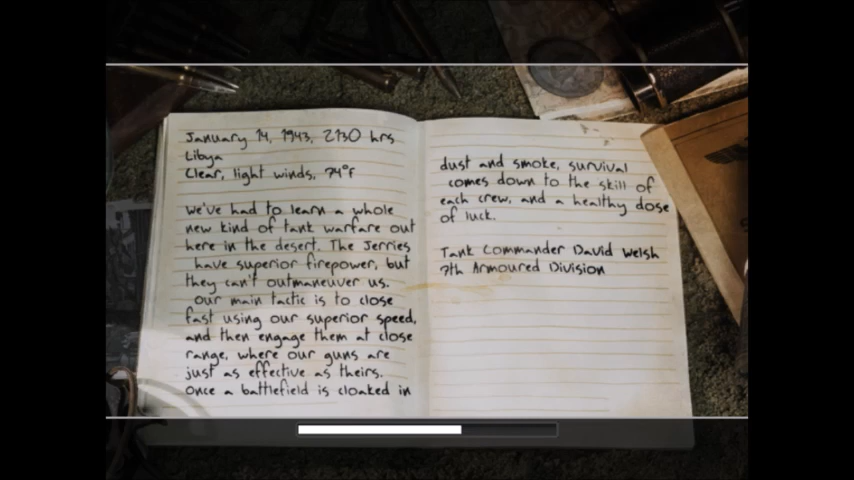 January 14, 1943, 2130 hrs
Libya
Clear, light winds, 74°F
We've had to learn a whole
new kind of tank warfare out
here in the desert. The Jerries
have superior firepower, but
they can't outmaneuver us.
Our main tactic is to close
fast using our superior speed,
and then engage them at close
range, where our guns are
just as effective as theirs.
Once a battlefield is cloaked in
dust and smoke, survival
comes down to the skill of
each crew, and a healthy dose
of luck.
Tank Commander David Welsh
7th Armoured Division